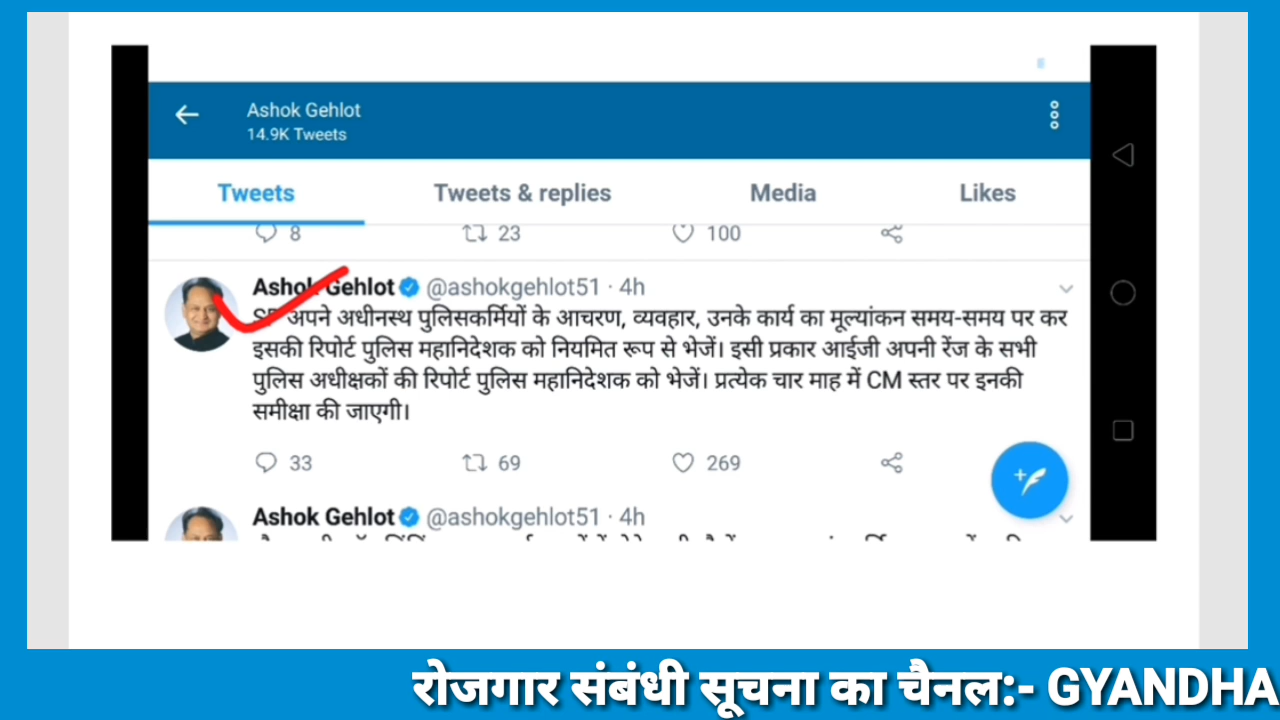 Ashok Gehlot
14.9K Tweets
Tweets Tweets & replies Media Likes
8 23 100
Ashok Gehlot @ashokgehlot51 · 4h
अपने अधीनस्थ पुलिसकर्मियों के आचरण, व्यवहार, उनके कार्य का मूल्यांकन समय-समय पर कर
इसकी रिपोर्ट पुलिस महानिदेशक को नियमित रूप से भेजें। इसी प्रकार आईजी अपनी रेंज के सभी
पुलिस अधीक्षकों की रिपोर्ट पुलिस महानिदेशक को भेजें। प्रत्येक चार माह में CM स्तर पर इनकी
समीक्षा की जाएगी।
33 69 269
Ashok Gehlot @ashokgehlot51 · 4h
रोजगार संबंधी सूचना का चैनल:- GYANDHA